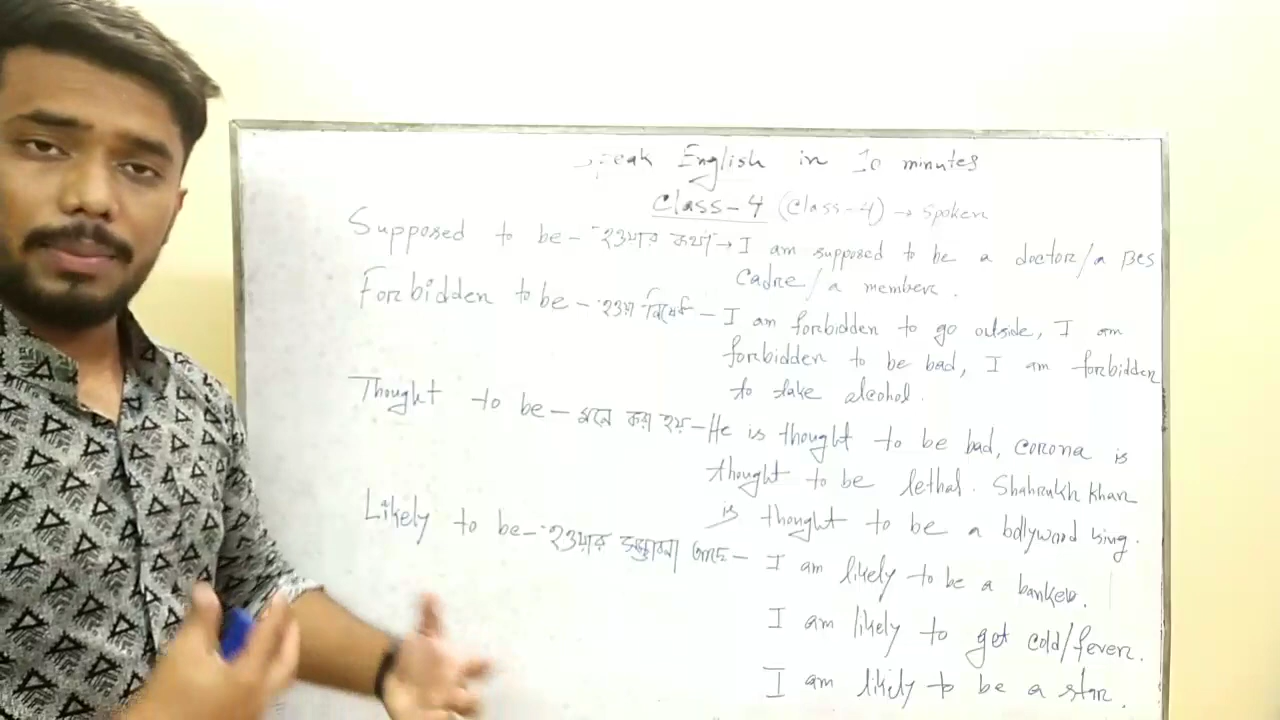 Speak English in 10 minutes
Class-4 (Class-4) → Spoken
Supposed to be - হওয়ার কথা → I am supposed to be a doctor/a BCS
Cadre/a member.
Forbidden to be - হওয়া নিষেধ - I am forbidden to go outside, I am
forbidden to be bad, I am forbidden
to take alcohol.
Thought to be - মনে করা হয় - He is thought to be bad, corona is
thought to be lethal. Shahrukh Khan
is thought to be a bollywood king.
Likely to be - হওয়ার সম্ভাবনা আছে - I am likely to be a banker.
I am likely to get cold/fever.
I am likely to be a star.